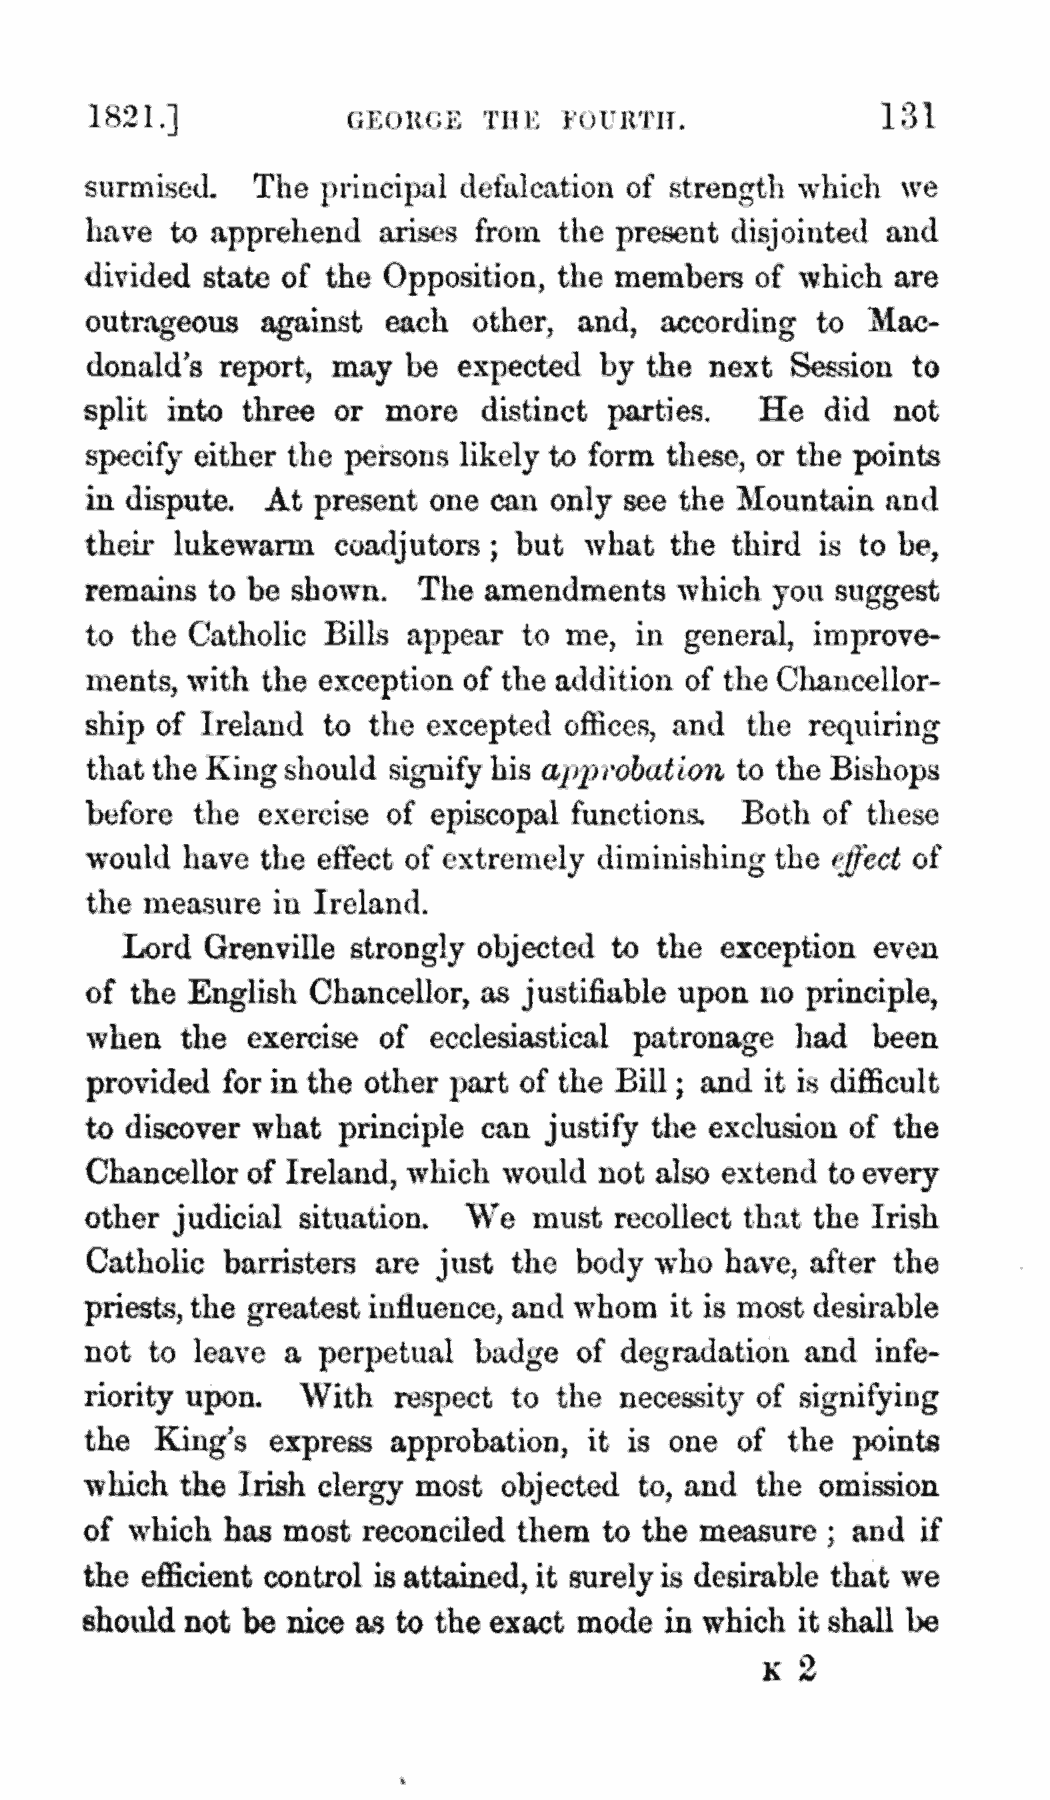 1821.] GEORGE THE FOURTH. 131
surmised. The principal defalcation of strength which we
have to apprehend arises from the present disjointed and
divided state of the Opposition, the members of which are
outrageous against each other, and, according to Mac-
donald's report, may be expected by the next Session to
split into three or more distinct parties. He did not
specify either the persons likely to form these, or the points
in dispute. At present one can only see the Mountain and
their lukewarm coadjutors ; but what the third is to be,
remains to be shown. The amendments which you suggest
to the Catholic Bills appear to me, in general, improve-
ments, with the exception of the addition of the Chancellor-
ship of Ireland to the excepted offices, and the requiring
that the King should signify his approbation to the Bishops
before the exercise of episcopal functions. Both of these
would have the effect of extremely diminishing the effect of
the measure in Ireland.
Lord Grenville strongly objected to the exception even
of the English Chancellor, as justifiable upon no principle,
when the exercise of ecclesiastical patronage had been
provided for in the other part of the Bill ; and it is difficult
to discover what principle can justify the exclusion of the
Chancellor of Ireland, which would not also extend to every
other judicial situation. We must recollect that the Irish
Catholic barristers are just the body who have, after the
priests, the greatest influence, and whom it is most desirable
not to leave a perpetual badge of degradation and infe-
riority upon. With respect to the necessity of signifying
the King's express approbation, it is one of the points
which the Irish clergy most objected to, and the omission
of which has most reconciled them to the measure ; and if
the efficient control is attained, it surely is desirable that we
should not be nice as to the exact mode in which it shall be
K 2